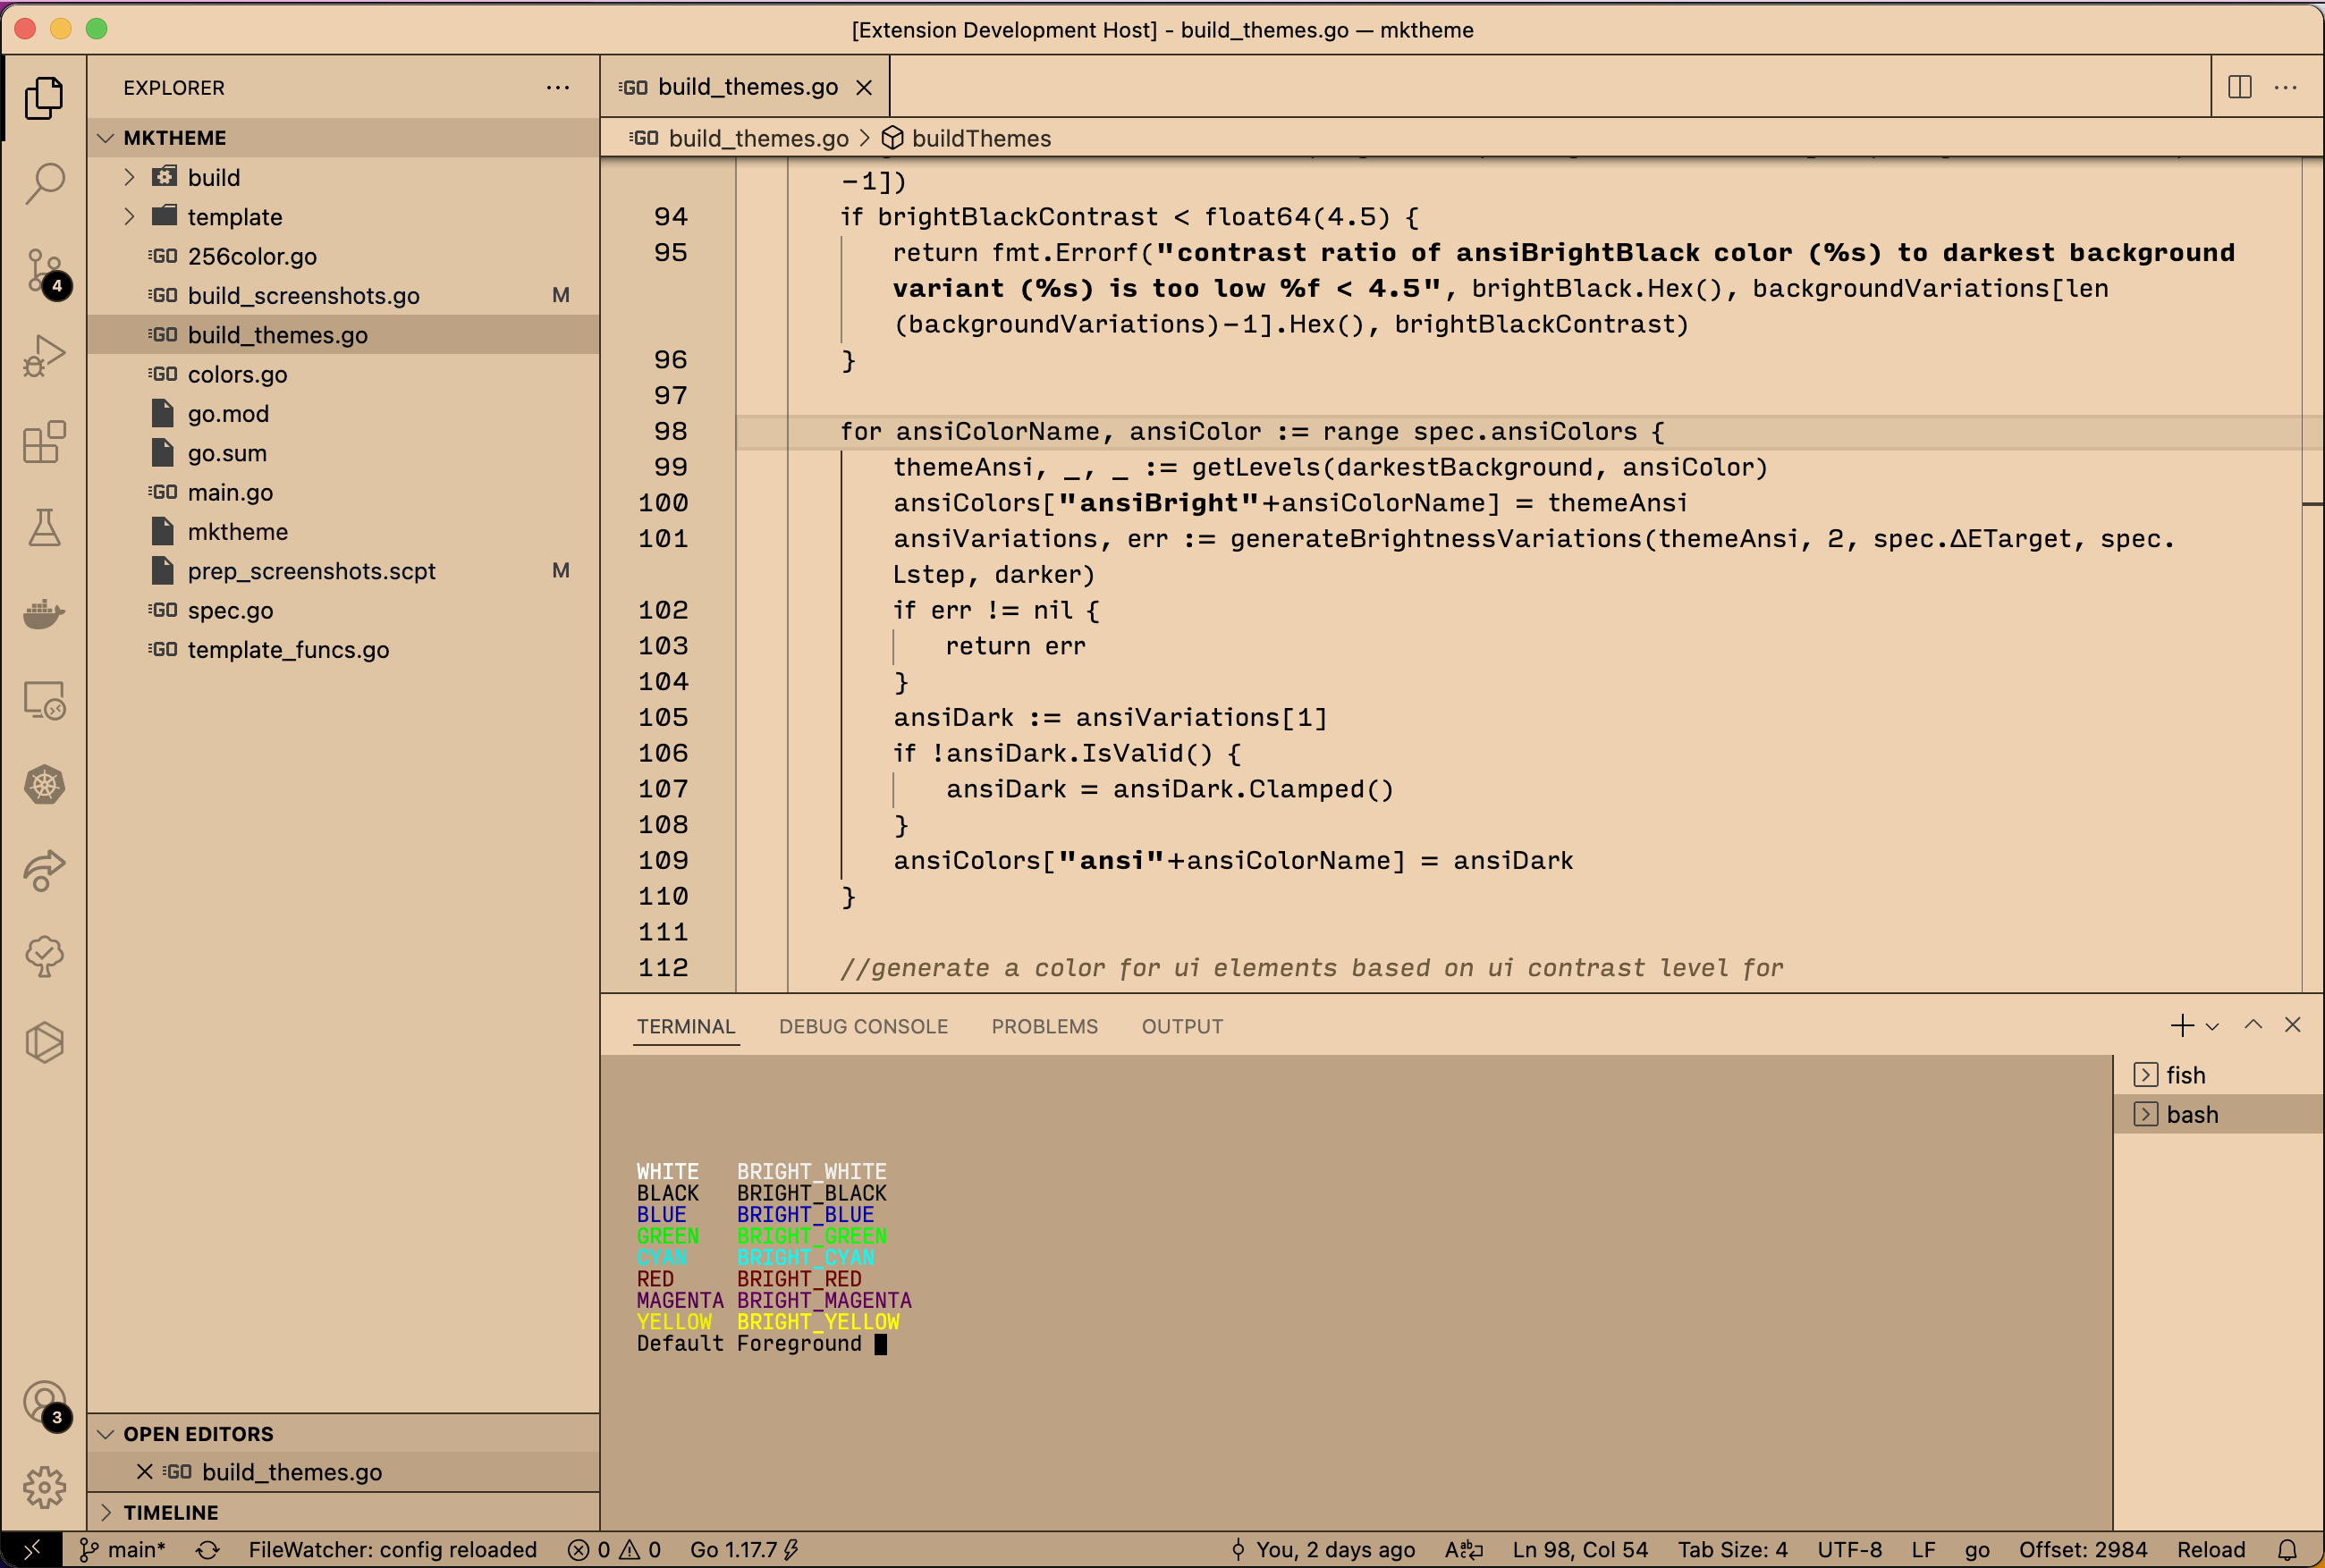 [Extension Development Host] - build_themes.go — mktheme
EXPLORER
MKTHEME
build
template
GO 256color.go
GO build_screenshots.go M
GO build_themes.go
GO colors.go
go.mod
go.sum
GO main.go
mktheme
prep_screenshots.scpt M
GO spec.go
GO template_funcs.go
4
3
OPEN EDITORS
GO build_themes.go
TIMELINE
GO build_themes.go
GO build_themes.go > buildThemes
-1])
94 if brightBlackContrast < float64(4.5) {
95 return fmt.Errorf("contrast ratio of ansiBrightBlack color (%s) to darkest background
variant (%s) is too low %f < 4.5", brightBlack.Hex(), backgroundVariations[len
(backgroundVariations)-1].Hex(), brightBlackContrast)
96 }
97
98 for ansiColorName, ansiColor := range spec.ansiColors {
99 themeAnsi, _, _ := getLevels(darkestBackground, ansiColor)
100 ansiColors["ansiBright"+ansiColorName] = themeAnsi
101 ansiVariations, err := generateBrightnessVariations(themeAnsi, 2, spec.ΔETarget, spec.
Lstep, darker)
102 if err != nil {
103 return err
104 }
105 ansiDark := ansiVariations[1]
106 if !ansiDark.IsValid() {
107 ansiDark = ansiDark.Clamped()
108 }
109 ansiColors["ansi"+ansiColorName] = ansiDark
110 }
111
112 //generate a color for ui elements based on ui contrast level for
TERMINAL DEBUG CONSOLE PROBLEMS OUTPUT
fish
bash
WHITE BRIGHT_WHITE
BLACK BRIGHT_BLACK
BLUE BRIGHT_BLUE
GREEN BRIGHT_GREEN
CYAN BRIGHT_CYAN
RED BRIGHT_RED
MAGENTA BRIGHT_MAGENTA
YELLOW BRIGHT_YELLOW
Default Foreground
main* FileWatcher: config reloaded 0 0 Go 1.17.7 You, 2 days ago Ln 98, Col 54 Tab Size: 4 UTF-8 LF go Offset: 2984 Reload